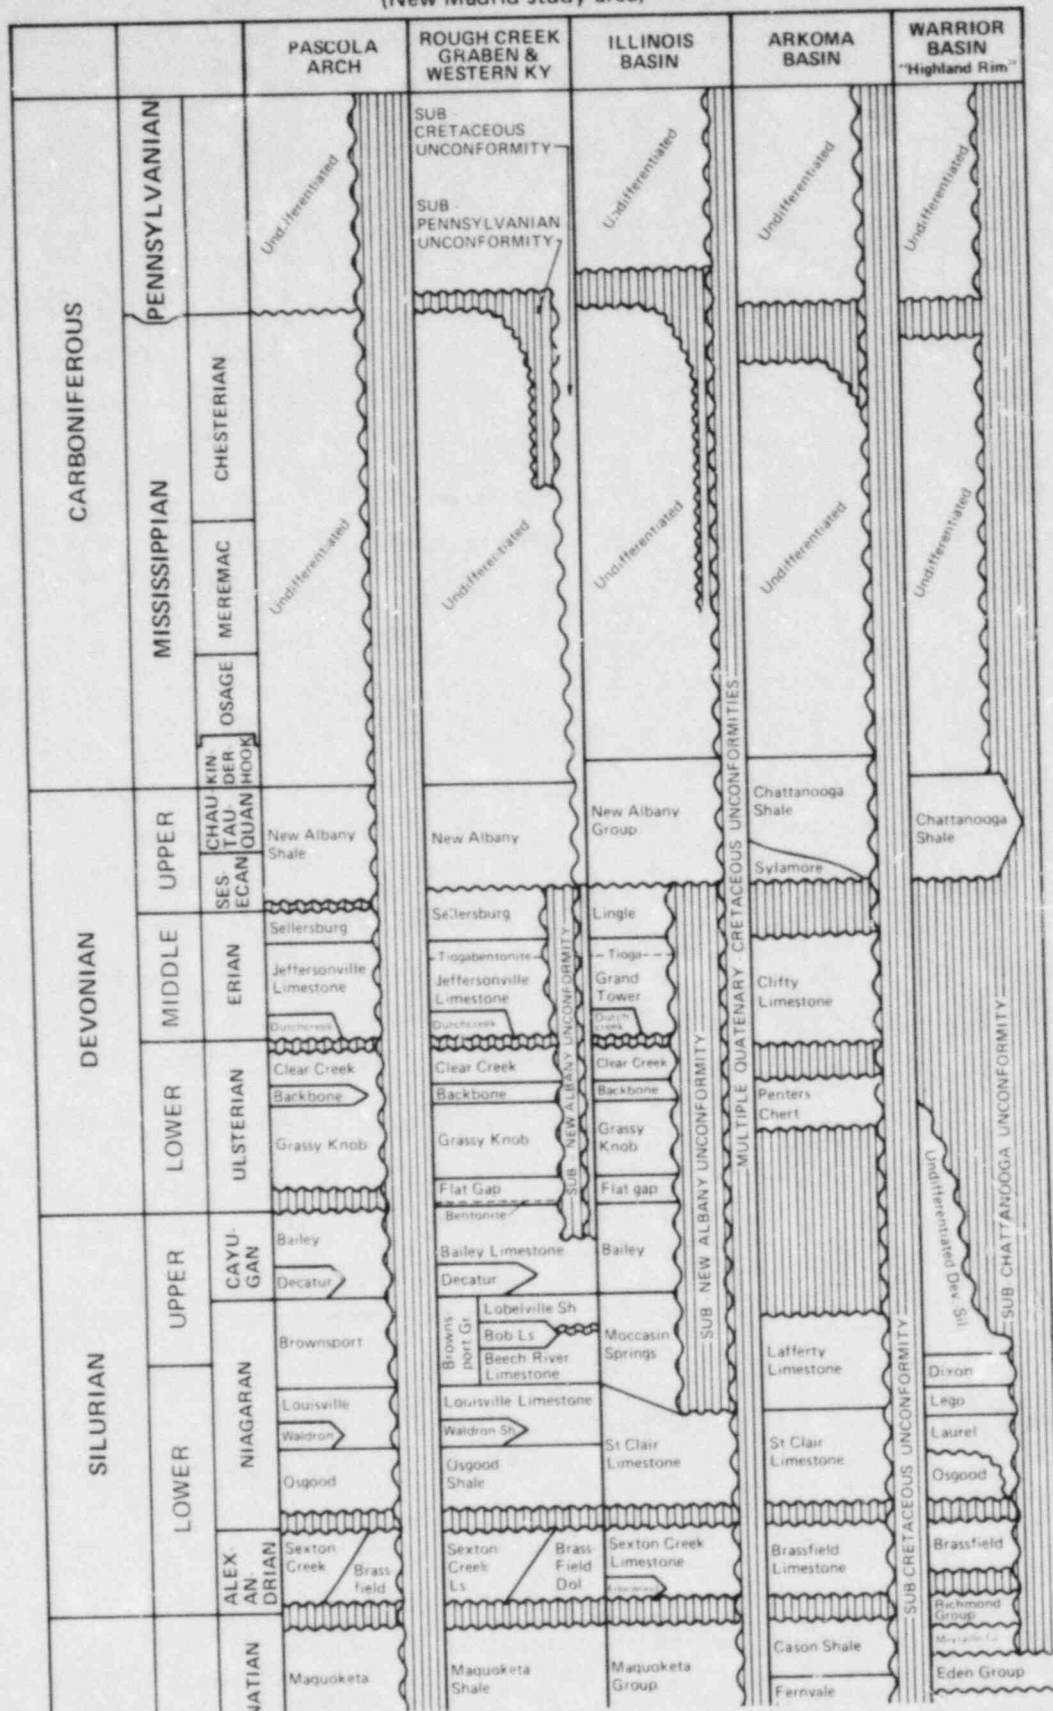 (New Madrid study area)
PASCOLA
ARCH
ROUGH CREEK
GRABEN &
WESTERN KY
ILLINOIS
BASIN
ARKOMA
BASIN
WARRIOR
BASIN
"Highland Rim"
CARBONIFEROUS
PENNSYLVANIAN
MISSISSIPPIAN
CHESTERIAN
MEREMAC
OSAGE
KIN-
DER
HOOK
DEVONIAN
UPPER
MIDDLE
LOWER
CHAU
TAU-
QUAN
SES-
ECAN
ERIAN
ULSTERIAN
SILURIAN
UPPER
LOWER
CAYU-
GAN
NIAGARAN
ALEX-
AN-
DRIAN
NATIAN
Undifferentiated
Undifferentiated
New Albany
Shale
Sellersburg
Jeffersonville
Limestone
Dutchcreek
Clear Creek
Backbone
Grassy Knob
Bailey
Decatur
Brownsport
Louisville
Waldron
Osgood
Sexton
Creek
Brass
field
Maquoketa
SUB
CRETACEOUS
UNCONFORMITY
SUB
PENNSYLVANIAN
UNCONFORMITY
Undifferentiated
New Albany
Sellersburg
Tiogabentonite
Jeffersonville
Limestone
Dutchcreek
Clear Creek
Backbone
Grassy Knob
Flat Gap
Bentonite
Bailey Limestone
Decatur
Browns-
port Gr.
Lobelville Sh
Bob Ls
Beech River
Limestone
Louisville Limestone
Waldron Sh
Osgood
Shale
Sexton
Creek
Ls
Brass-
Field
Dol
Maquoketa
Shale
SUB NEW ALBANY UNCONFORMITY
Undifferentiated
Undifferentiated
New Albany
Group
Lingle
Tioga
Grand
Tower
Dutch
creek
Clear Creek
Backbone
Grassy
Knob
Flat gap
Bailey
Moccasin
Springs
St Clair
Limestone
Sexton Creek
Limestone
Maquoketa
Group
SUB NEW ALBANY UNCONFORMITY
MULTIPLE QUATENARY - CRETACEOUS UNCONFORMITIES
Undifferentiated
Undifferentiated
Chattanooga
Shale
Sylamore
Clifty
Limestone
Penters
Chert
Lafferty
Limestone
St Clair
Limestone
Brassfield
Limestone
Cason Shale
Fernvale
SUB CRETACEOUS UNCONFORMITY
Undifferentiated
Undifferentiated
Chattanooga
Shale
Undifferentiated Dev. Sil.
SUB CHATTANOOGA UNCONFORMITY
Dixon
Lego
Laurel
Osgood
Brassfield
Richmond
Group
Eden Group